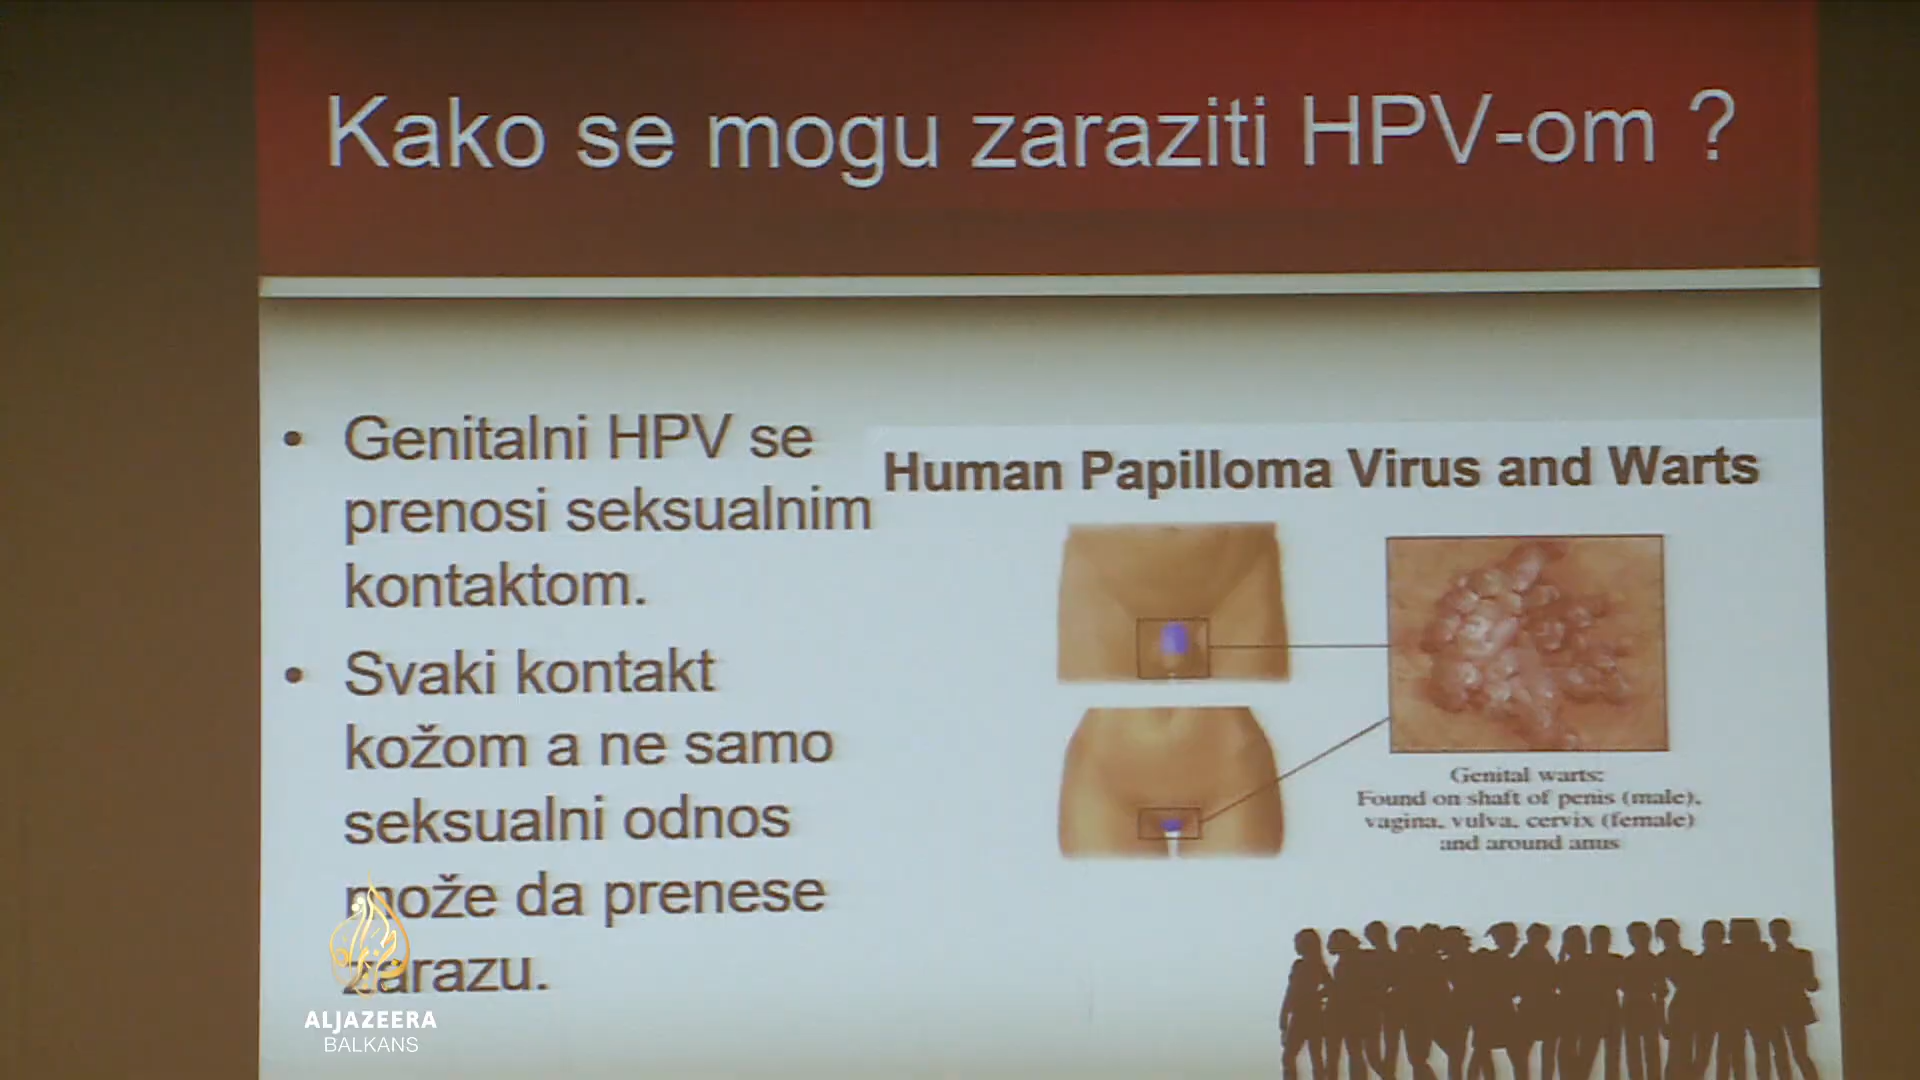 Kako se mogu zaraziti HPV-om ?
• Genitalni HPV se
prenosi seksualnim
kontaktom.
• Svaki kontakt
kožom a ne samo
seksualni odnos
može da prenese
zarazu.
Human Papilloma Virus and Warts
Genital warts:
Found on shaft of penis (male),
vagina, vulva, cervix (female)
and around anus
ALJAZEERA
BALKANS